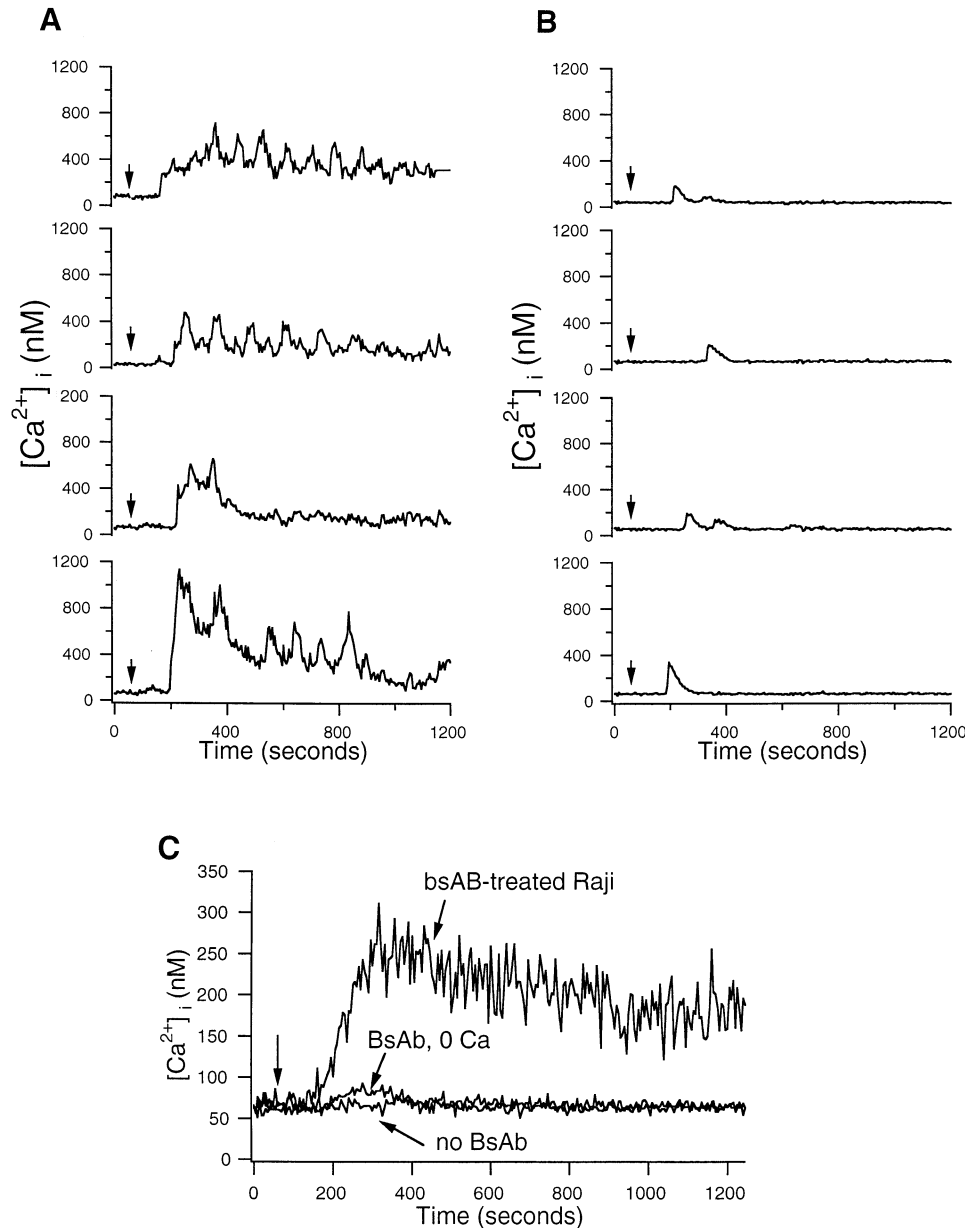 A
1200
800
400
0
1200
800
400
0
200
800
400
0
1200
800
400
0
[Ca2+] i (nM)
0 400 800 1200
Time (seconds)
B
1200
800
400
0
1200
800
400
0
1200
800
400
0
1200
800
400
0
[Ca2+] i (nM)
0 400 800 1200
Time (seconds)
C
350
300
250
200
150
100
50
0
[Ca2+] i (nM)
bsAB-treated Raji
BsAb, 0 Ca
no BsAb
0 200 400 600 800 1000 1200
Time (seconds)